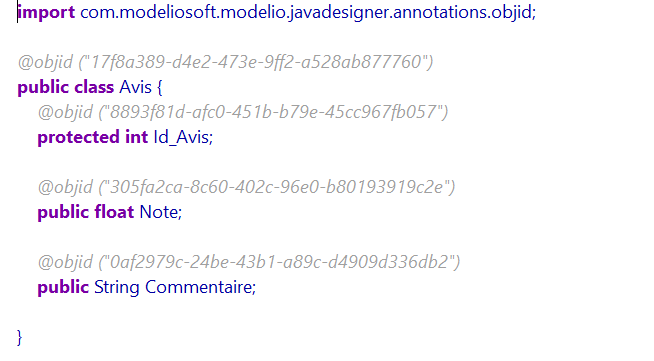 import com.modeliosoft.modelio.javadesigner.annotations.objid;
@objid ("17f8a389-d4e2-473e-9ff2-a528ab877760")
public class Avis {
@objid ("8893f81d-afc0-451b-b79e-45cc967fb057")
protected int Id_Avis;
@objid ("305fa2ca-8c60-402c-96e0-b80193919c2e")
public float Note;
@objid ("0af2979c-24be-43b1-a89c-d4909d336db2")
public String Commentaire;
}